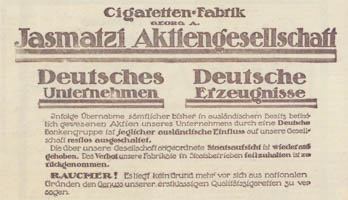 Cigaretten-Fabrik
GEORG A.
Jasmatzi Aktiengesellschaft
Deutsches Unternehmen
Deutsche Erzeugnisse
Infolge Übernahme sämtlicher bisher in ausländischem Besitz befind-
lich gewesenen Aktien unseres Unternehmens durch eine Deutsche
Bankengruppe ist jeglicher ausländische Einfluss auf unsere Gesell-
schaft restlos ausgeschaltet.
Die über unsere Gesellschaft angeordnete Staatsaufsicht ist wieder auf-
gehoben. Das Verbot unsere Fabrikate in Staatsbetrieben feilzuhalten ist zu-
rückgenommen.
RAUCHER! Es liegt kein Grund mehr vor sich aus nationalen
Gründen den Genuss unserer erstklassigen Qualitätszigaretten zu ver-
sagen.